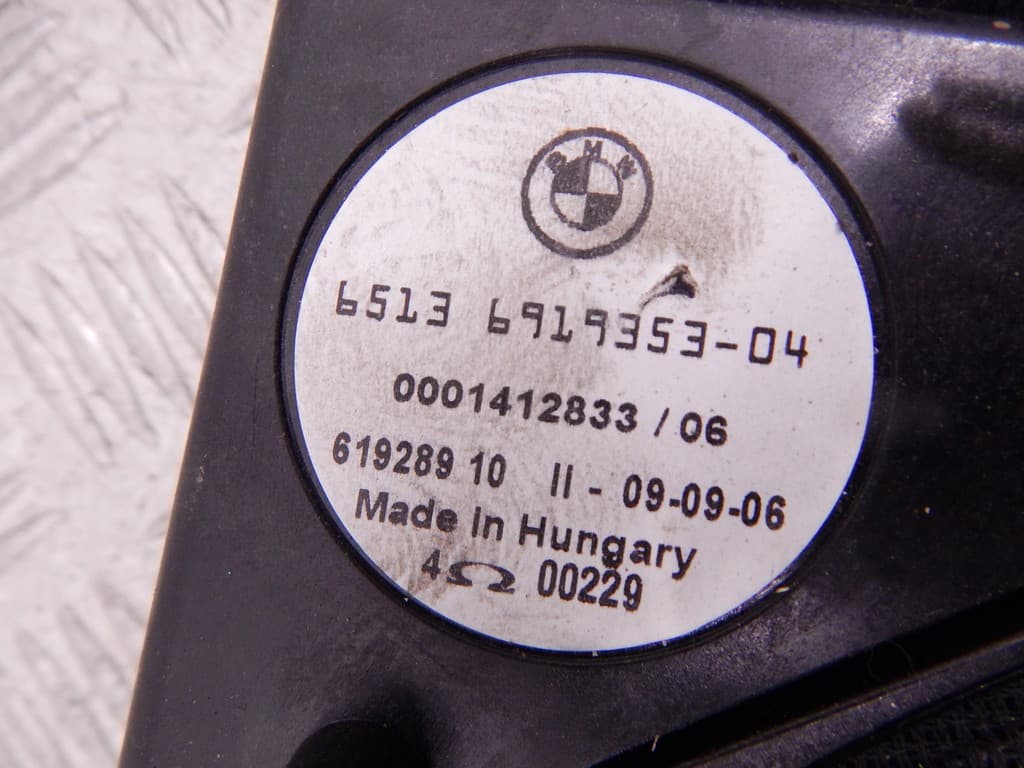 BMW
6513 6919353-04
0001412833 / 06
619289 10 II - 09-09-06
Made in Hungary
4Ω 00229